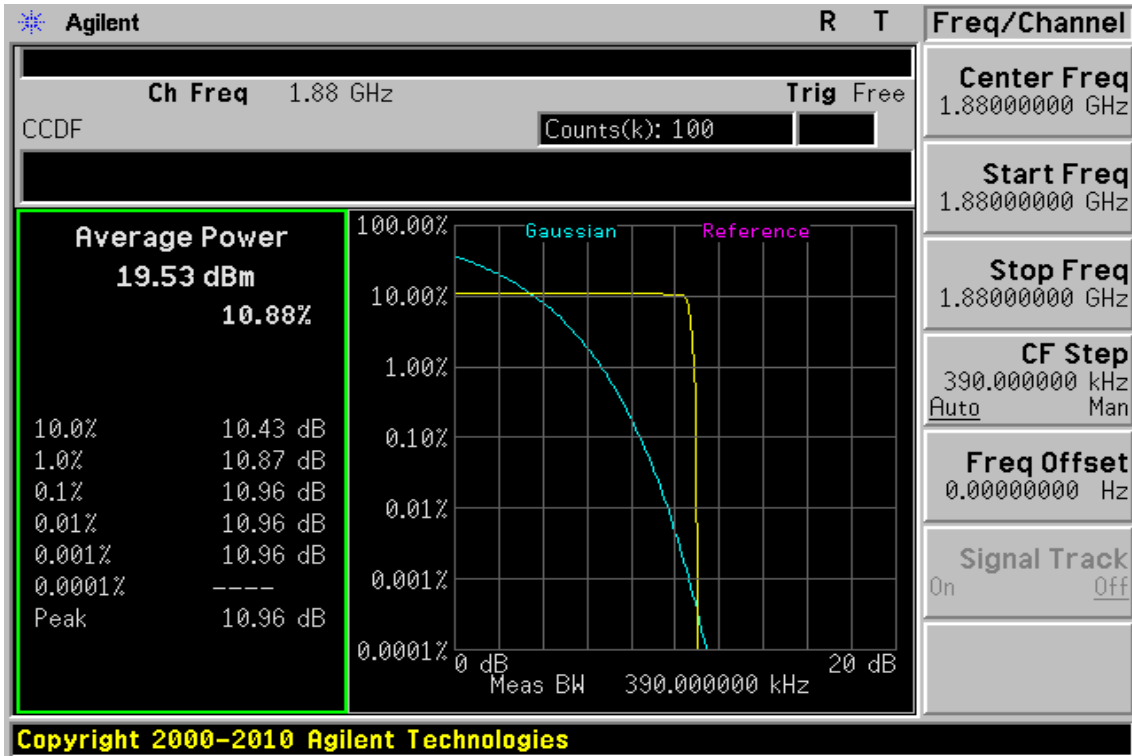 Agilent R T
Ch Freq 1.88 GHz Trig Free
CCDF Counts(k): 100
Average Power
19.53 dBm
10.88%
10.0% 10.43 dB
1.0% 10.87 dB
0.1% 10.96 dB
0.01% 10.96 dB
0.001% 10.96 dB
0.0001% ----
Peak 10.96 dB
Gaussian Reference
100.00%
10.00%
1.00%
0.10%
0.01%
0.001%
0.0001%
0 dB 20 dB
Meas BW 390.000000 kHz
Freq/Channel
Center Freq
1.88000000 GHz
Start Freq
1.88000000 GHz
Stop Freq
1.88000000 GHz
CF Step
390.000000 kHz
Auto Man
Freq Offset
0.00000000 Hz
Signal Track
On Off
Copyright 2000-2010 Agilent Technologies